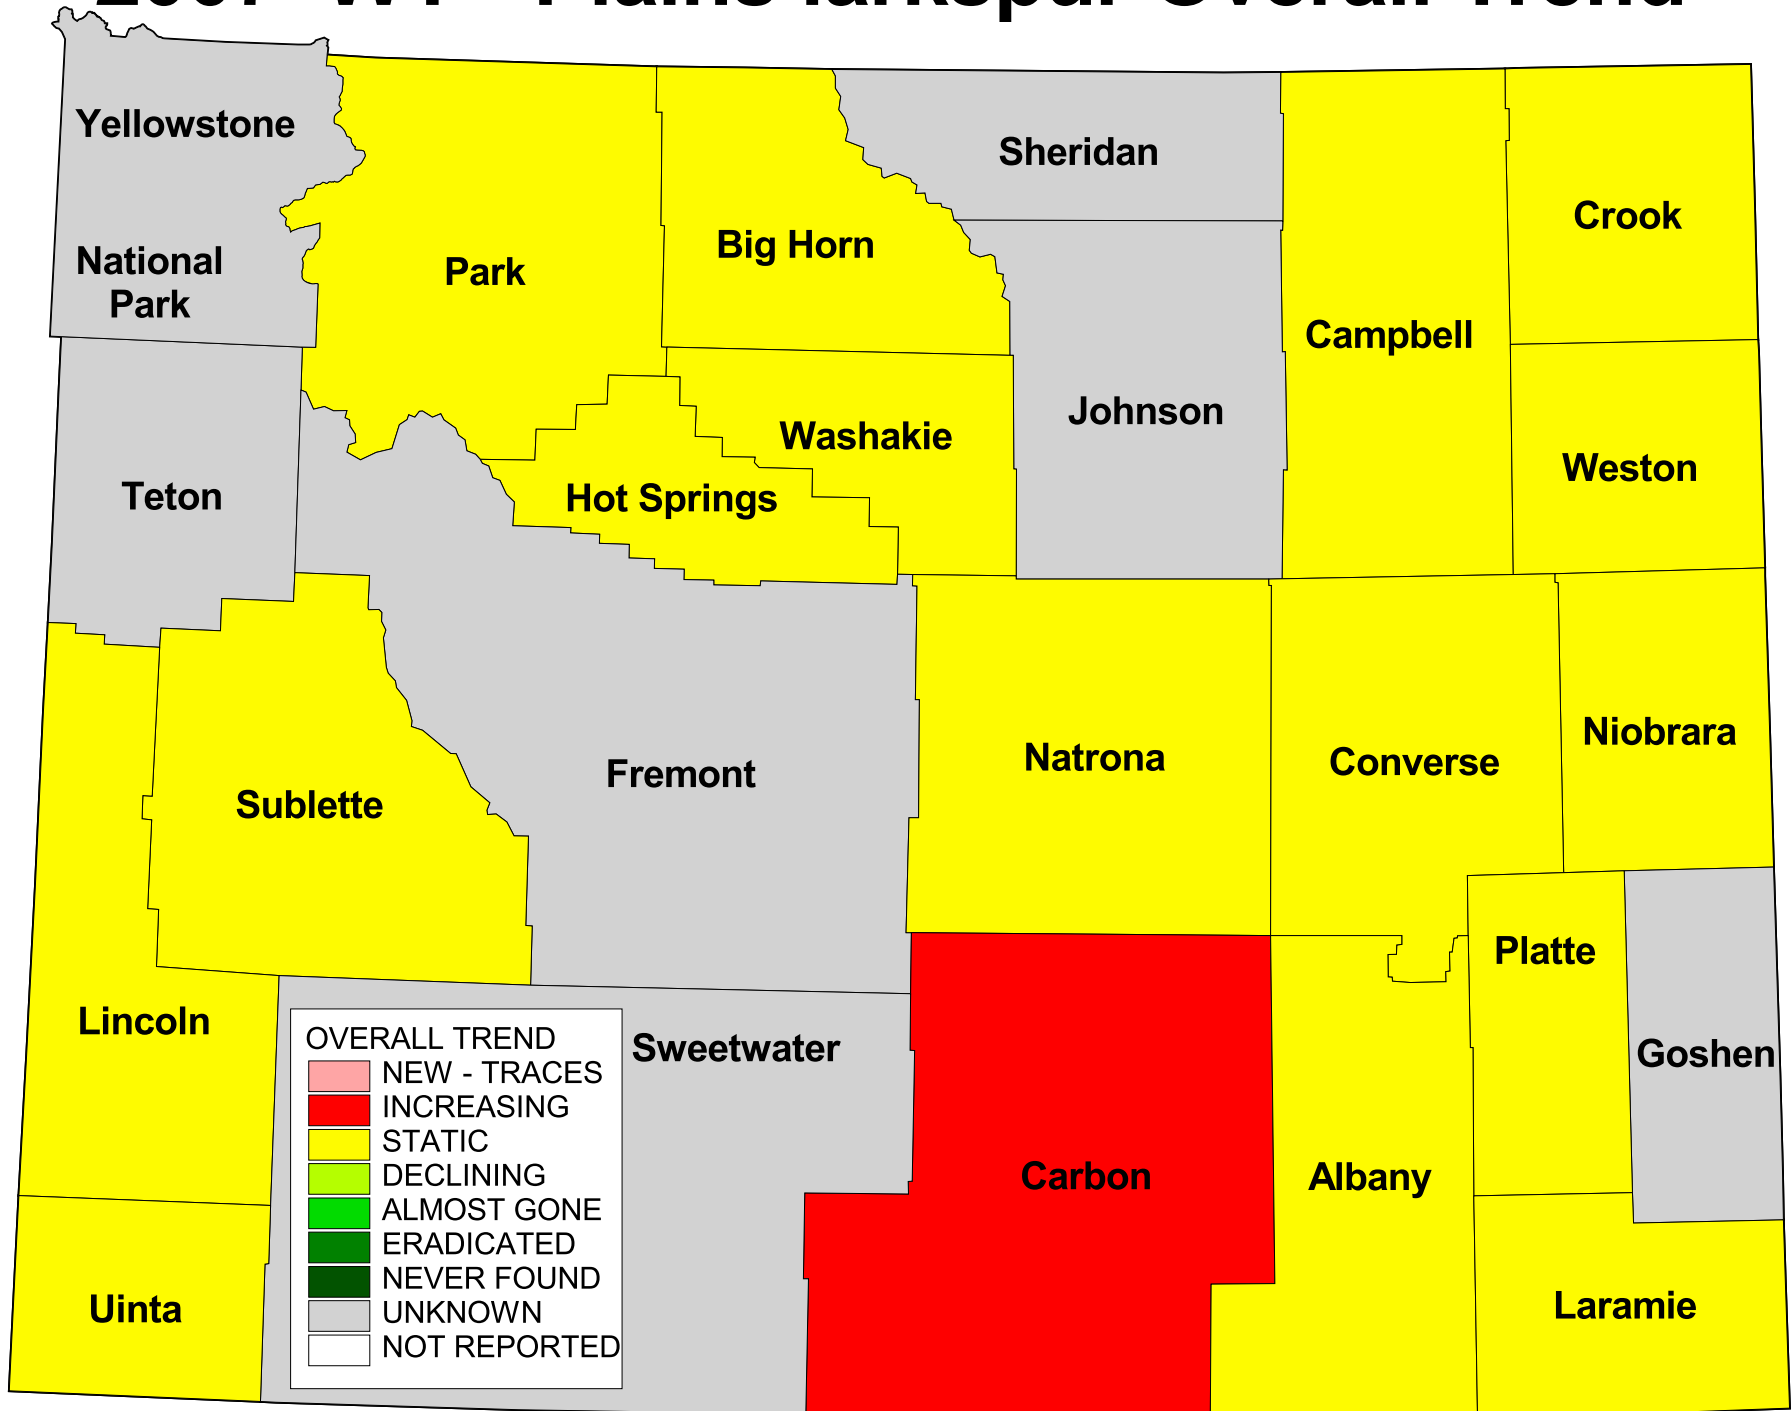 Overall Trend
Yellowstone
National
Park
Park
Big Horn
Sheridan
Campbell
Crook
Johnson
Washakie
Hot Springs
Weston
Teton
Sublette
Fremont
Natrona
Converse
Niobrara
Lincoln
Sweetwater
Platte
Goshen
Carbon
Albany
Uinta
Laramie
OVERALL TREND
NEW - TRACES
INCREASING
STATIC
DECLINING
ALMOST GONE
ERADICATED
NEVER FOUND
UNKNOWN
NOT REPORTED